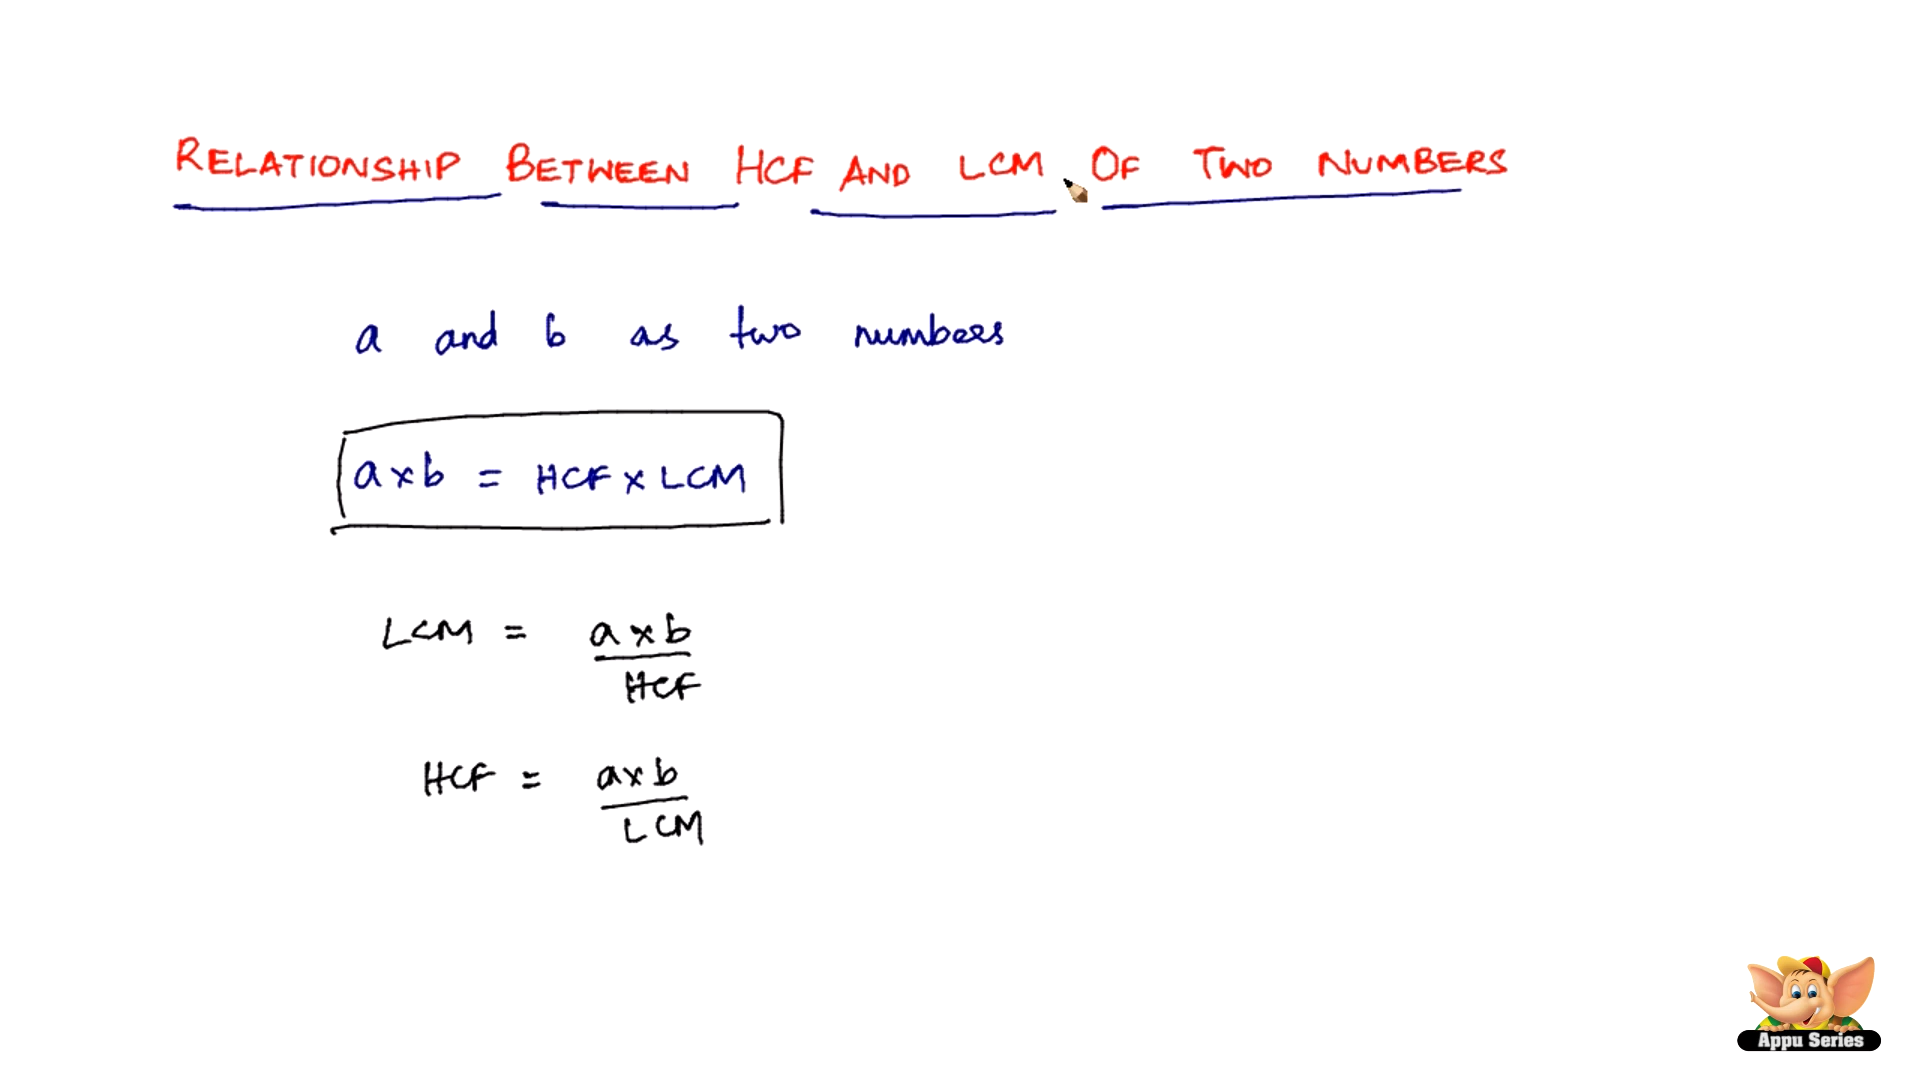 RELATIONSHIP BETWEEN HCF AND LCM OF TWO NUMBERS
a and b as two numbers
a x b = HCF x LCM
LCM = a x b
HCF
HCF = a x b
LCM
Appu Series